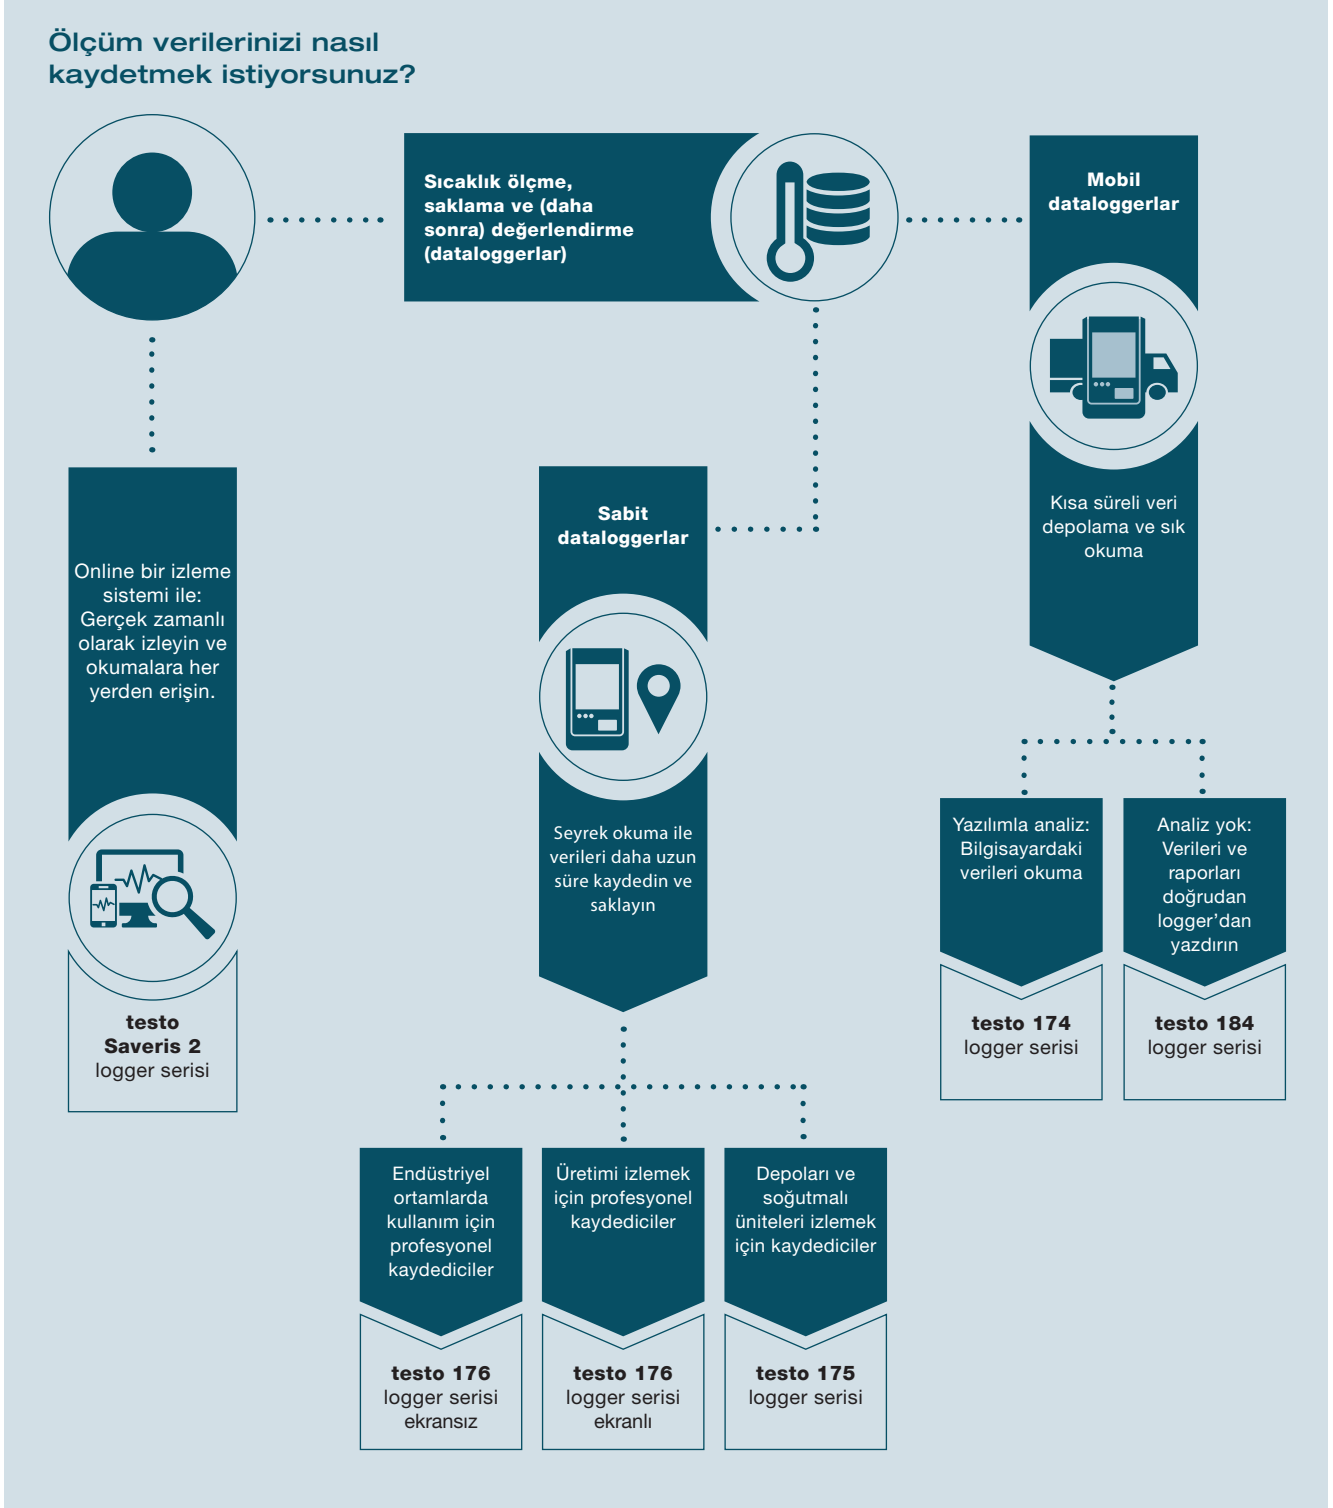 Ölçüm verilerinizi nasıl
kaydetmek istiyorsunuz?
Sıcaklık ölçme,
saklama ve (daha
sonra) değerlendirme
(dataloggerlar)
Mobil
dataloggerlar
Kısa süreli veri
depolama ve sık
okuma
Online bir izleme
sistemi ile:
Gerçek zamanlı
olarak izleyin ve
okumalara her
yerden erişin.
testo
Saveris 2
logger serisi
Sabit
dataloggerlar
Seyrek okuma ile
verileri daha uzun
süre kaydedin ve
saklayın
Yazılımla analiz:
Bilgisayardaki
verileri okuma
testo 174
logger serisi
Analiz yok:
Verileri ve
raporları
doğrudan
logger’dan
yazdırın
testo 184
logger serisi
Endüstriyel
ortamlarda
kullanım için
profesyonel
kaydediciler
testo 176
logger serisi
ekransız
Üretimi izlemek
için profesyonel
kaydediciler
testo 176
logger serisi
ekranlı
Depoları ve
soğutmalı
üniteleri izlemek
için kaydediciler
testo 175
logger serisi